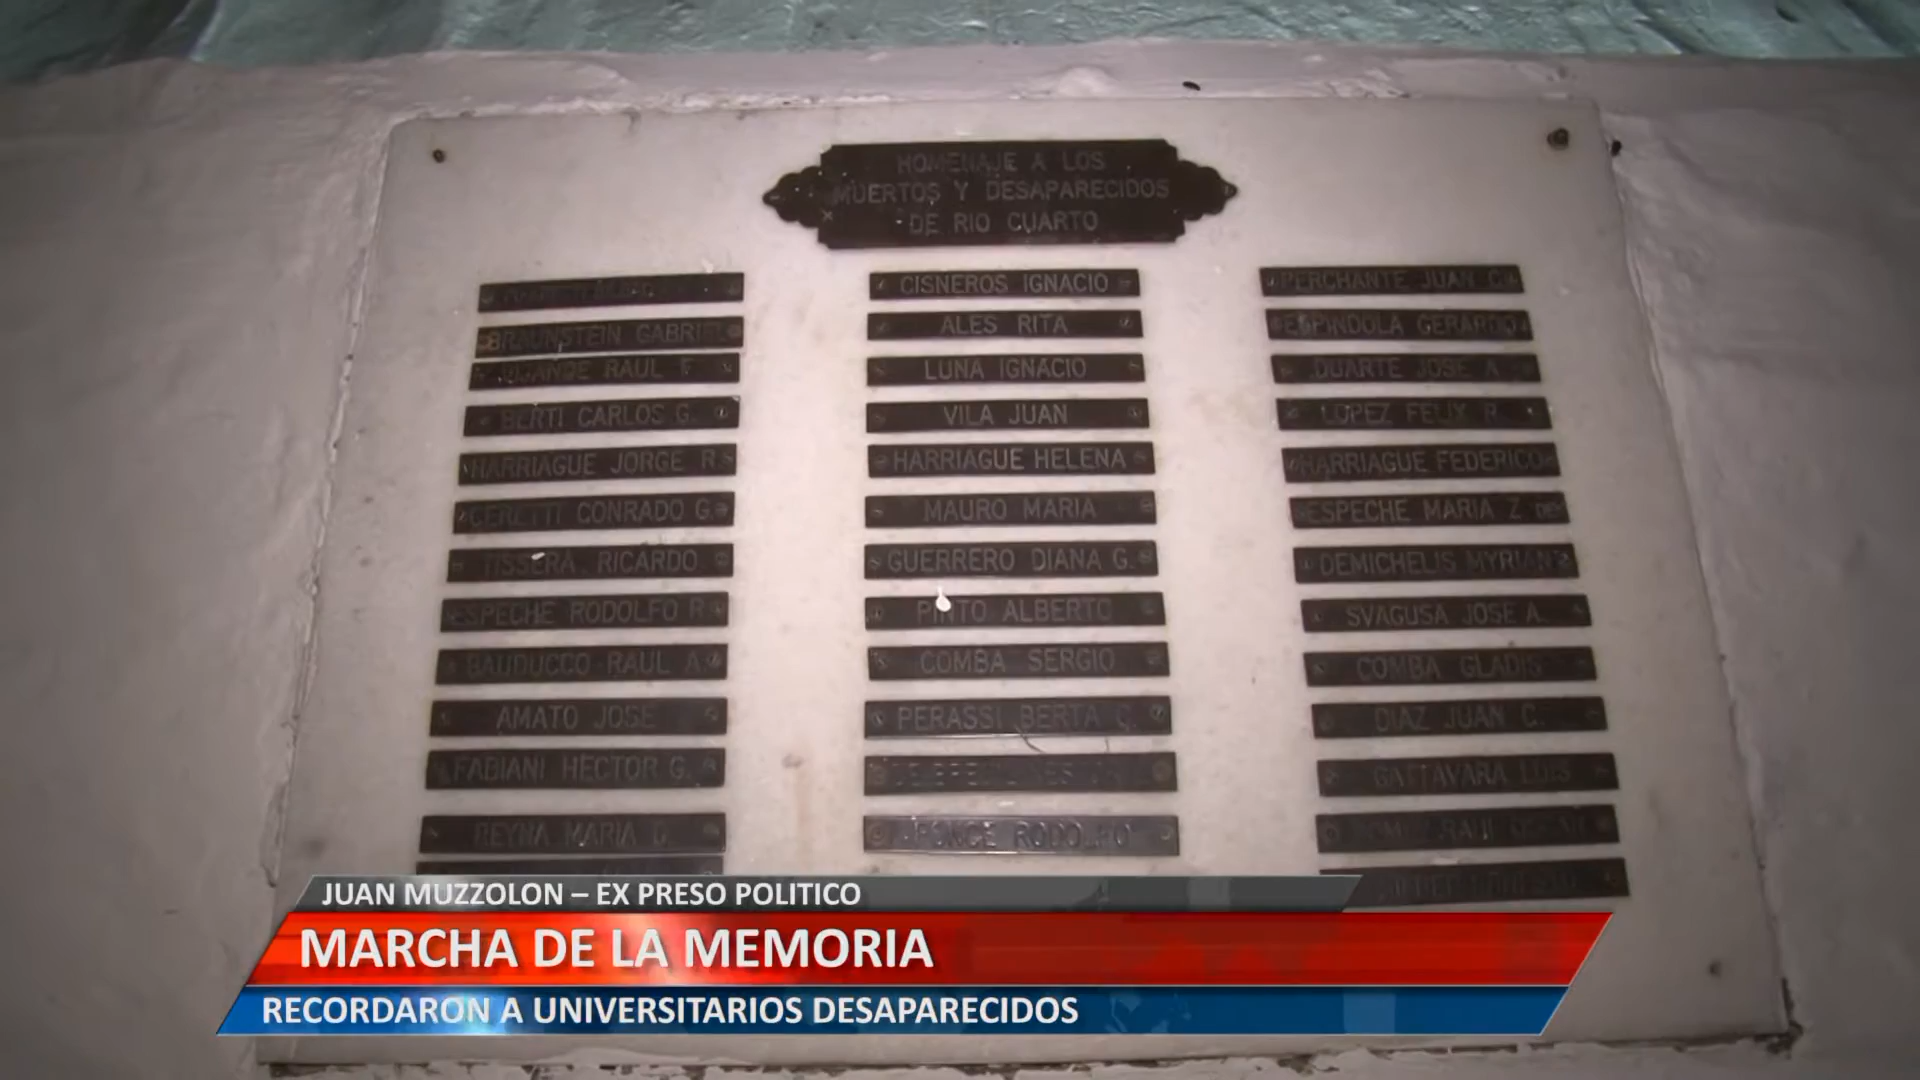 HOMENAJE A LOS
MUERTOS Y DESAPARECIDOS
DE RIO CUARTO
BRAUNSTEIN GABRIEL
RAUL F
BERTI CARLOS G.
HARRIAGUE JORGE R
CERETTI CONRADO G.
TISSERA RICARDO
ESPECHE RODOLFO R
BAUDUCCO RAUL A
AMATO JOSE
FABIANI HECTOR G.
REYNA MARIA D.
CISNEROS IGNACIO
ALES RITA
LUNA IGNACIO
VILA JUAN
HARRIAGUE HELENA
MAURO MARIA
GUERRERO DIANA G.
PINTO ALBERTO
COMBA SERGIO
PERASSI BERTA C.
PONCE RODOLFO
PERCHANTE JUAN C.
ESPINDOLA GERARDO
DUARTE JOSE A
LOPEZ FELIX R.
HARRIAGUE FEDERICO
ESPECHE MARIA Z DE
DEMICHELIS MYRIAN
SVAGUSA JOSE A.
COMBA GLADIS
DIAZ JUAN C.
GATTAVARA LUIS
RAUL
JUAN MUZZOLON – EX PRESO POLITICO
MARCHA DE LA MEMORIA
RECORDARON A UNIVERSITARIOS DESAPARECIDOS